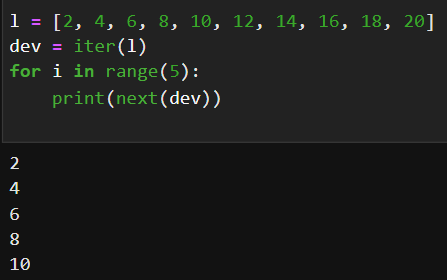 l = [2, 4, 6, 8, 10, 12, 14, 16, 18, 20]
dev = iter(l)
for i in range(5):
    print(next(dev))
2
4
6
8
10